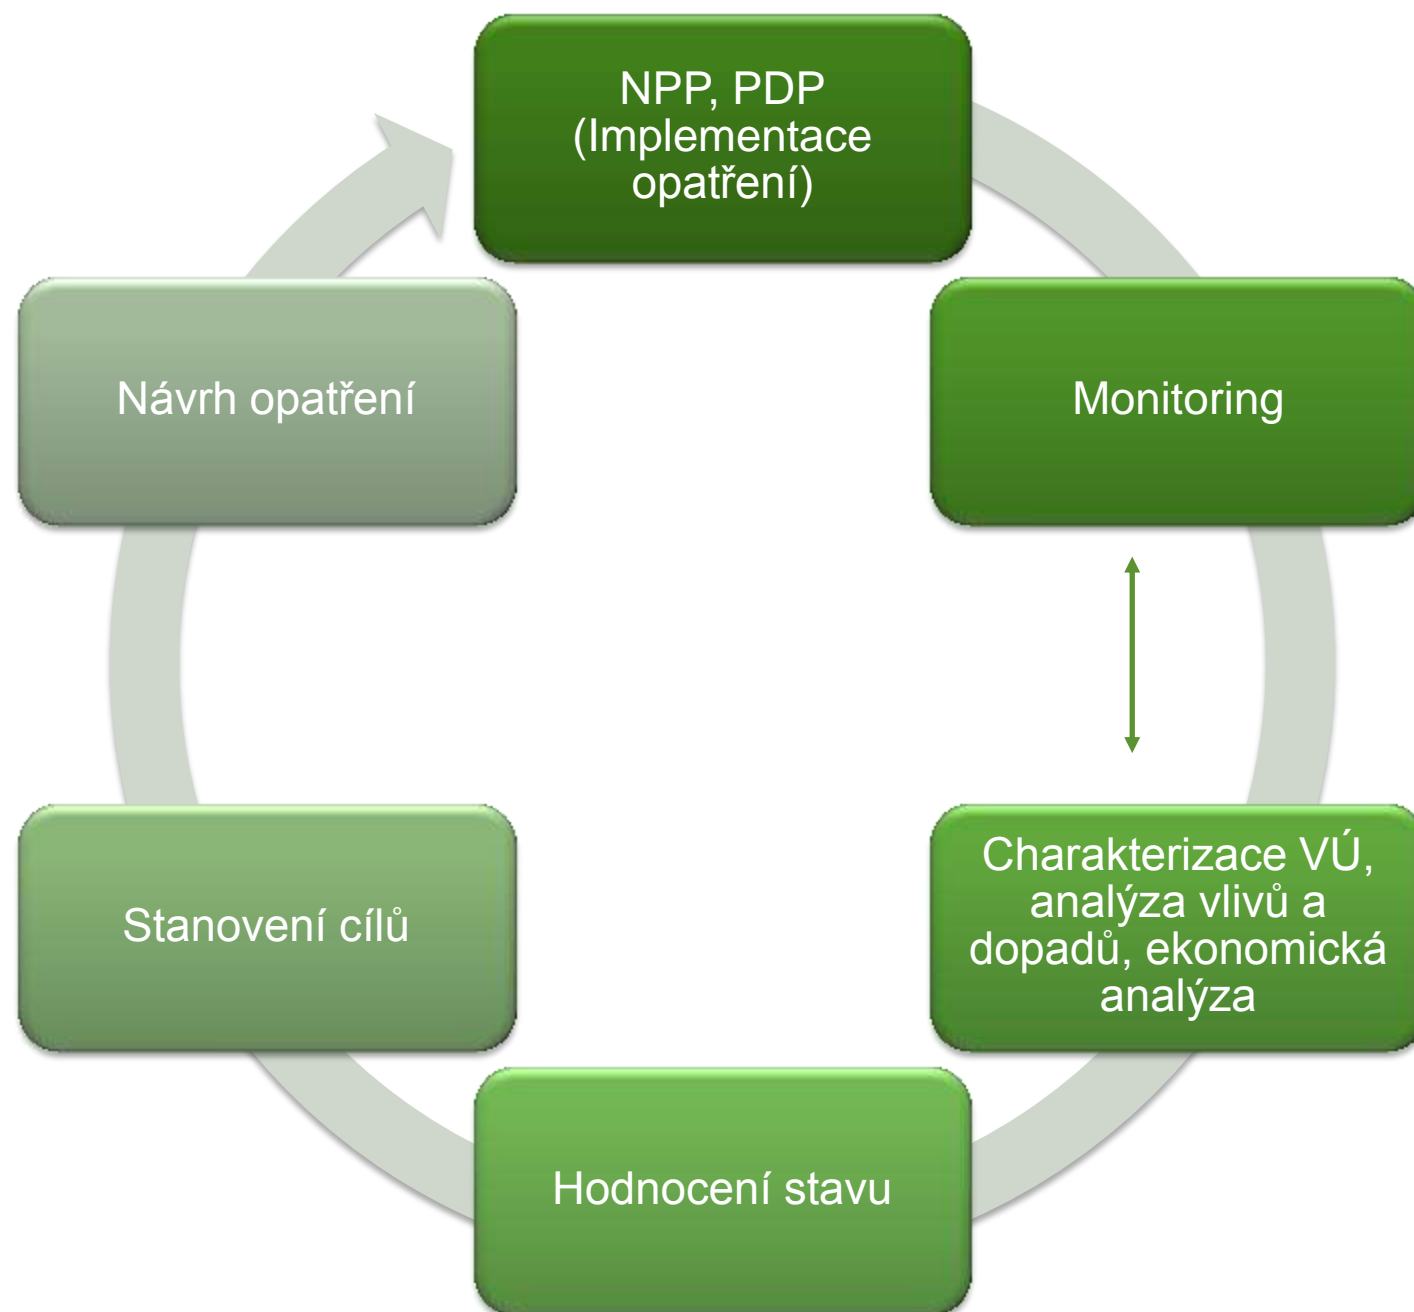 NPP, PDP
(Implementace
opatření)
Monitoring
Charakterizace VÚ,
analýza vlivů a
dopadů, ekonomická
analýza
Hodnocení stavu
Stanovení cílů
Návrh opatření